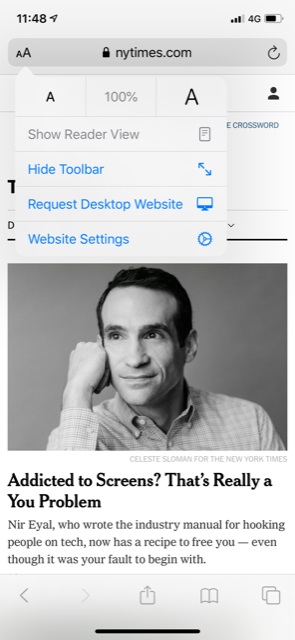 11:48
4G
AA
nytimes.com
A
100%
A
E CROSSWORD
Show Reader View
T
Hide Toolbar
Request Desktop Website
D
Website Settings
CELESTE SLOMAN FOR THE NEW YORK TIMES
Addicted to Screens? That's Really a
You Problem
Nir Eyal, who wrote the industry manual for hooking
people on tech, now has a recipe to free you — even
though it was your fault to begin with.